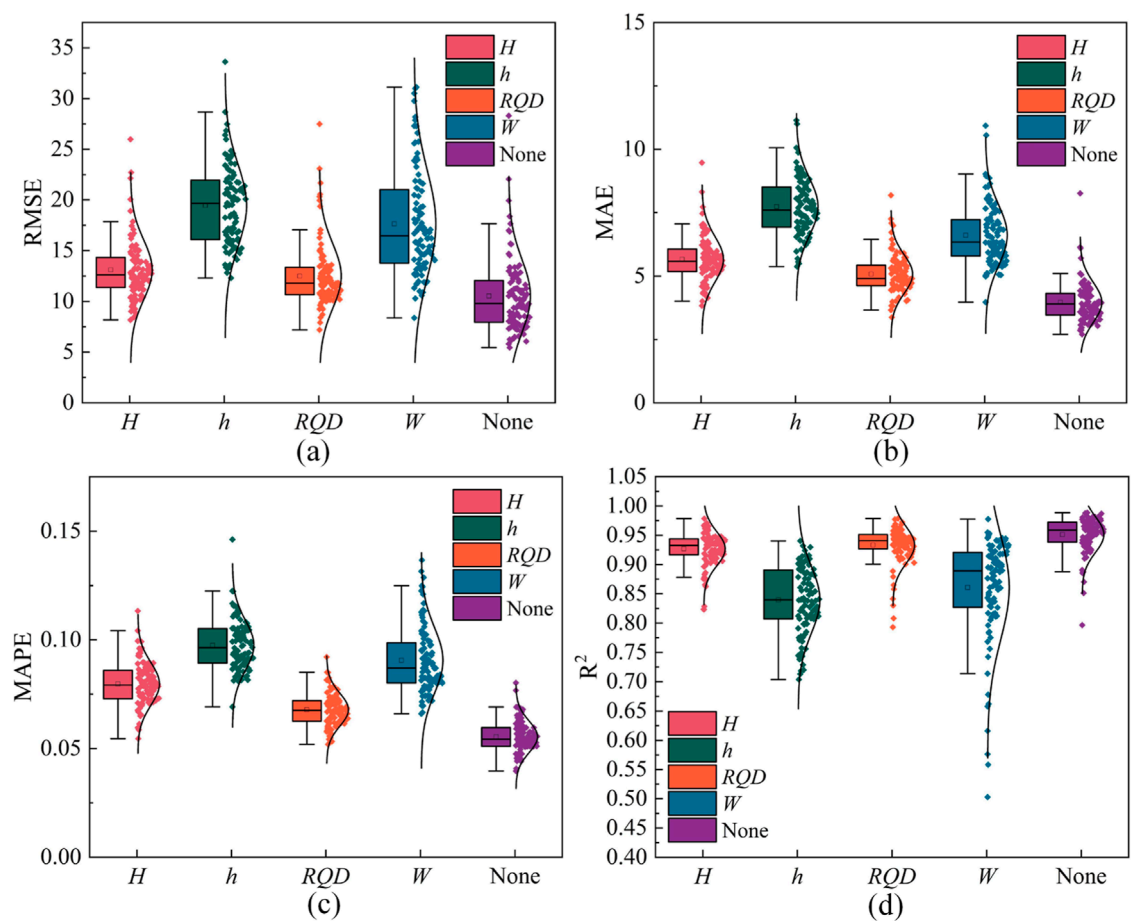 RMSE
35
30
25
20
15
10
5
0
H
h
RQD
W
None
H
h
RQD
W
None
(a)
MAE
15
10
5
0
H
h
RQD
W
None
H
h
RQD
W
None
(b)
MAPE
0.15
0.10
0.05
0.00
H
h
RQD
W
None
H
h
RQD
W
None
(c)
R²
1.05
1.00
0.95
0.90
0.85
0.80
0.75
0.70
0.65
0.60
0.55
0.50
0.45
0.40
H
h
RQD
W
None
H
h
RQD
W
None
(d)